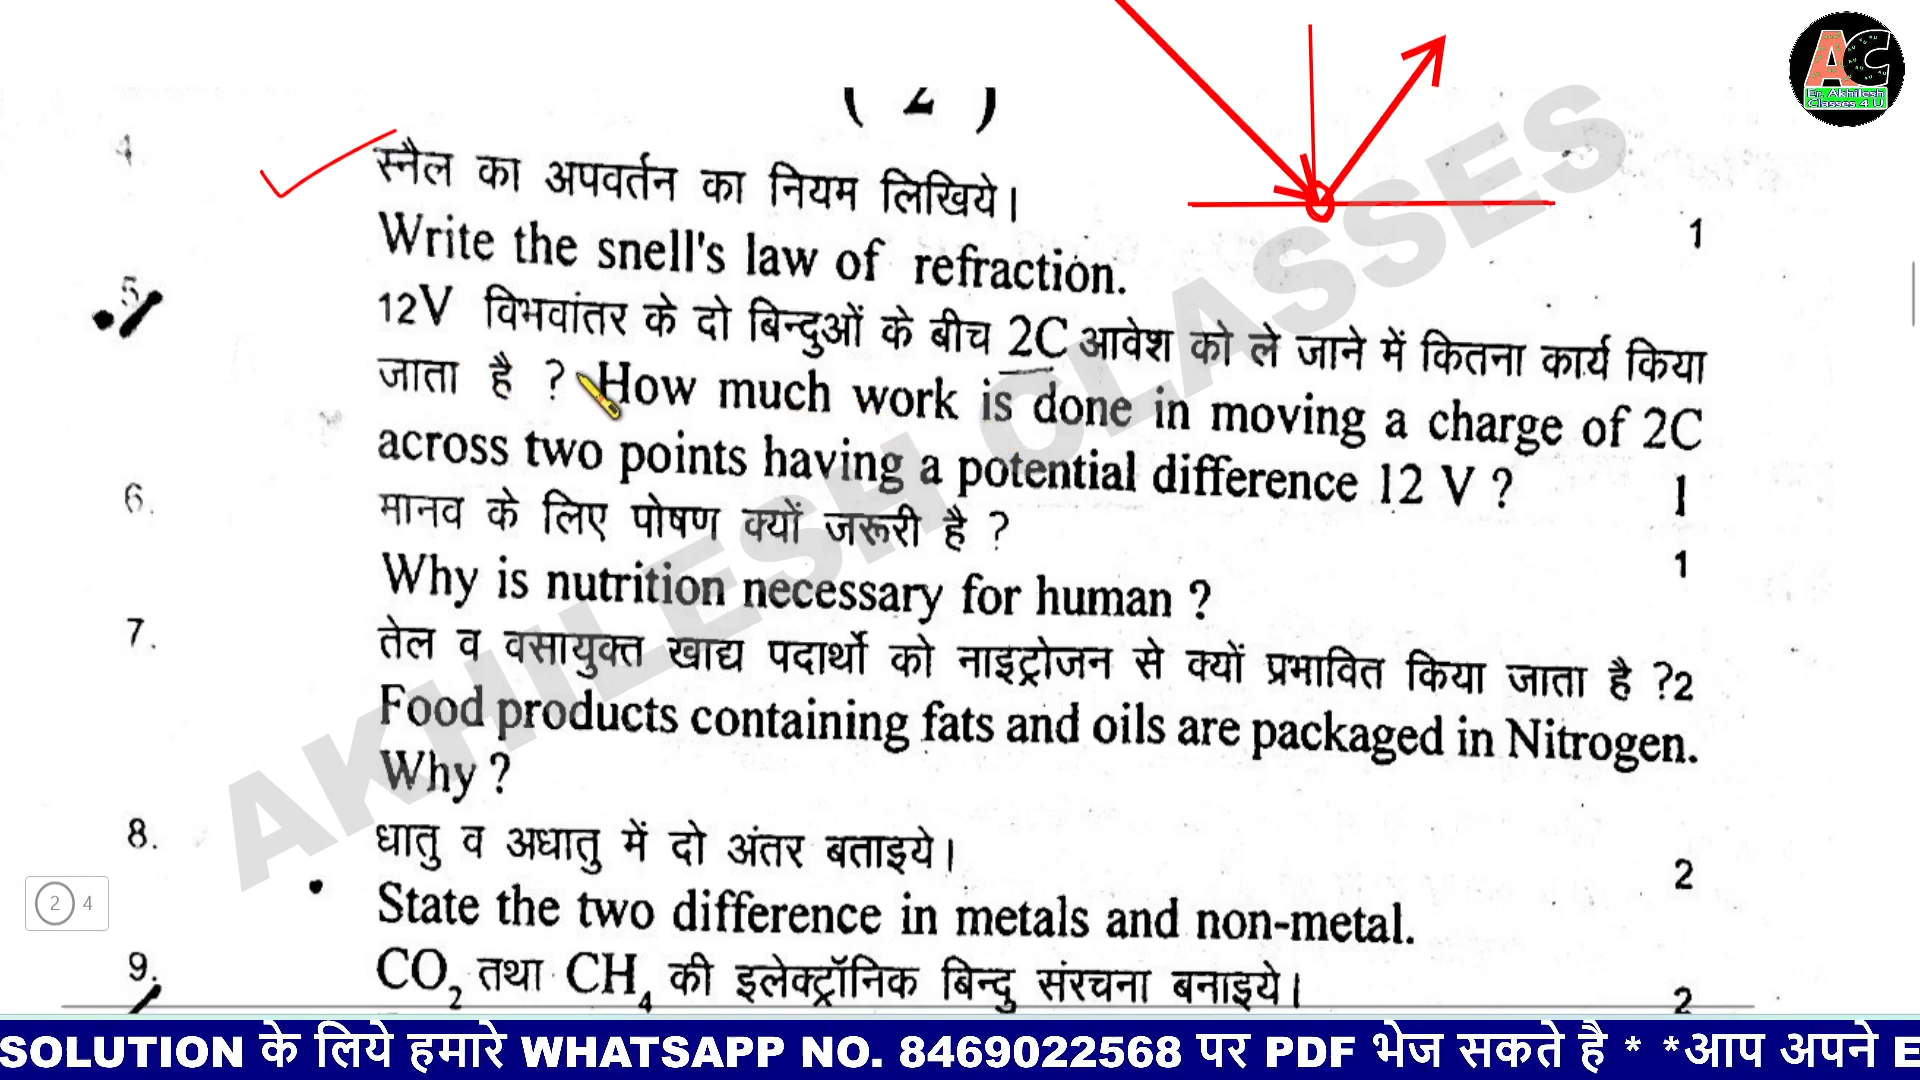 ( 2 )
4
स्नैल का अपवर्तन का नियम लिखिये।
1
Write the snell's law of refraction.
5
12V विभवांतर के दो बिन्दुओं के बीच 2C आवेश को ले जाने में कितना कार्य किया
जाता है ? How much work is done in moving a charge of 2C
across two points having a potential difference 12 V ? 1
6. मानव के लिए पोषण क्यों जरूरी है ? 1
Why is nutrition necessary for human ?
7. तेल व वसायुक्त खाद्य पदार्थो को नाइट्रोजन से क्यों प्रभावित किया जाता है ?2
Food products containing fats and oils are packaged in Nitrogen.
Why ?
8. धातु व अधातु में दो अंतर बताइये। 2
State the two difference in metals and non-metal.
9. CO2 तथा CH4 की इलेक्ट्रॉनिक बिन्दु संरचना बनाइये। 2
AKHILESH CLASSES
AC
Er. Akhilesh
Classes 4 U
2 4
SOLUTION के लिये हमारे WHATSAPP NO. 8469022568 पर PDF भेज सकते है * *आप अपने E